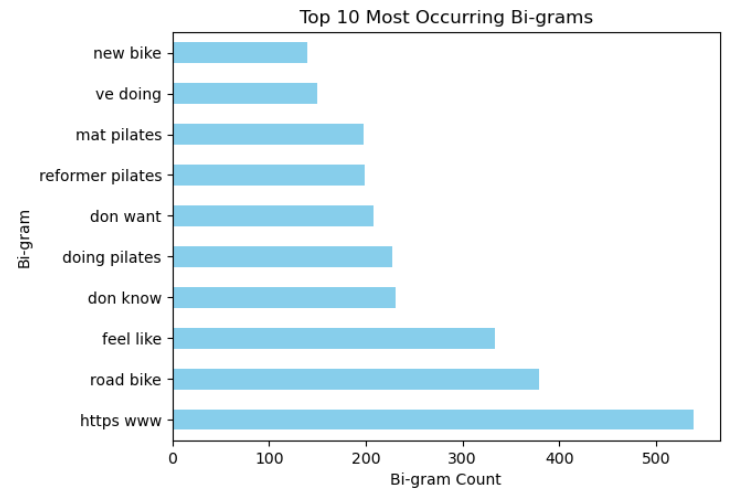 Top 10 Most Occurring Bi-grams
new bike
ve doing
mat pilates
reformer pilates
don want
doing pilates
don know
feel like
road bike
https www
Bi-gram
0 100 200 300 400 500
Bi-gram Count